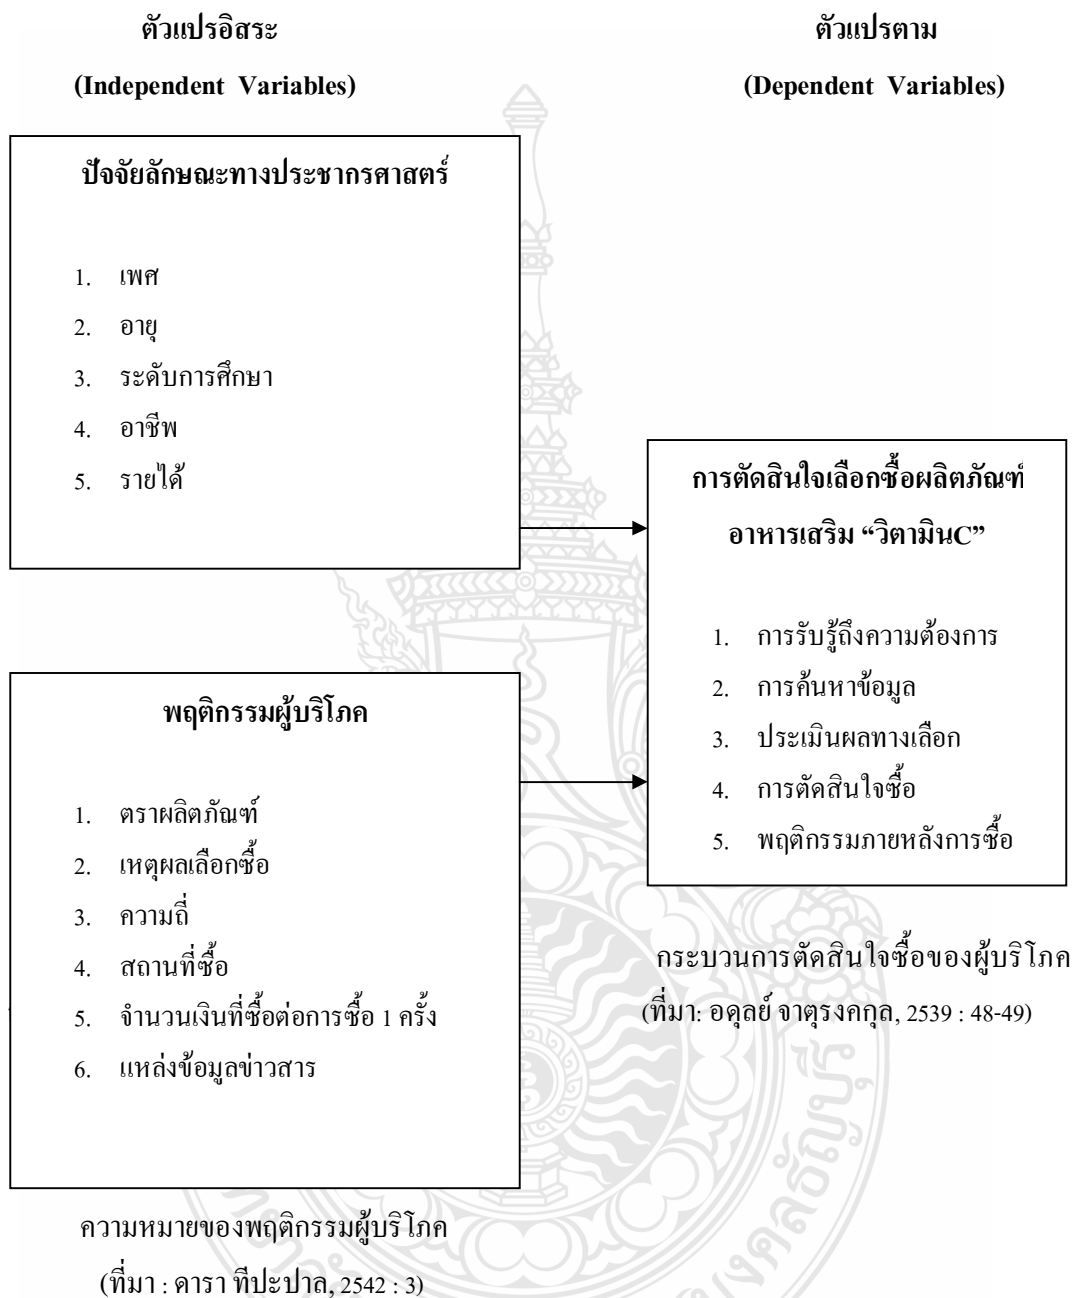 ตัวแปรอิสระ
(Independent Variables)
ตัวแปรตาม
(Dependent Variables)
ปัจจัยลักษณะทางประชากรศาสตร์
1. เพศ
2. อายุ
3. ระดับการศึกษา
4. อาชีพ
5. รายได้
พฤติกรรมผู้บริโภค
1. ตราผลิตภัณฑ์
2. เหตุผลเลือกซื้อ
3. ความถี่
4. สถานที่ซื้อ
5. จำนวนเงินที่ซื้อต่อการซื้อ 1 ครั้ง
6. แหล่งข้อมูลข่าวสาร
ความหมายของพฤติกรรมผู้บริโภค
(ที่มา : ดารา ทีปะปาล, 2542 : 3)
การตัดสินใจเลือกซื้อผลิตภัณฑ์
อาหารเสริม “วิตามินC”
1. การรับรู้ถึงความต้องการ
2. การค้นหาข้อมูล
3. ประเมินผลทางเลือก
4. การตัดสินใจซื้อ
5. พฤติกรรมภายหลังการซื้อ
กระบวนการตัดสินใจซื้อของผู้บริโภค
(ที่มา: อดุลย์ จาตุรงคกุล, 2539 : 48-49)